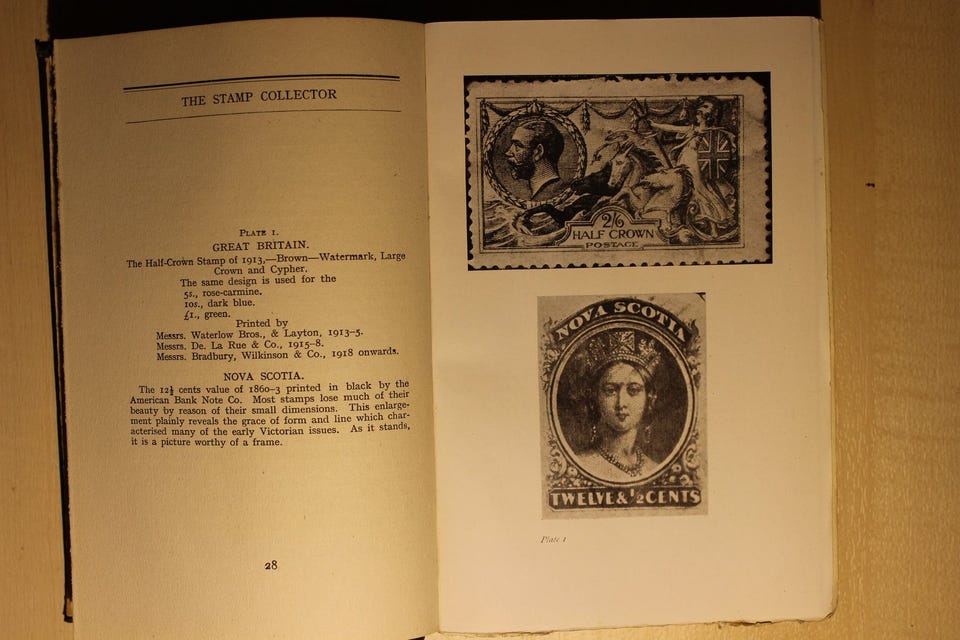 THE STAMP COLLECTOR
PLATE 1.
GREAT BRITAIN.
The Half-Crown Stamp of 1913,—Brown—Watermark, Large
Crown and Cypher.
The same design is used for the
5s., rose-carmine.
10s., dark blue.
£1., green.
Printed by
Messrs. Waterlow Bros., & Layton, 1913-5.
Messrs. De. La Rue & Co., 1915-8.
Messrs. Bradbury, Wilkinson & Co., 1918 onwards.
NOVA SCOTIA.
The 12½ cents value of 1860-3 printed in black by the
American Bank Note Co. Most stamps lose much of their
beauty by reason of their small dimensions. This enlarge-
ment plainly reveals the grace of form and line which char-
acterised many of the early Victorian issues. As it stands,
it is a picture worthy of a frame.
28
2/6
HALF CROWN
POSTAGE
NOVA SCOTIA
TWELVE & 1/2 CENTS
Plate 1